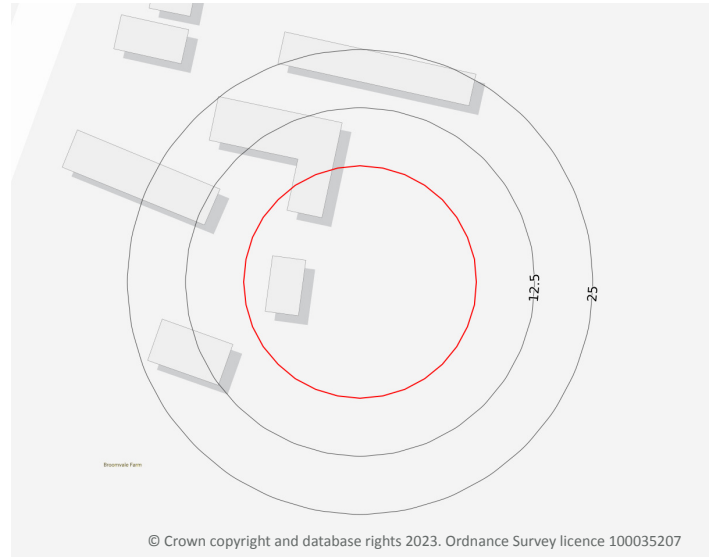 12.5
25
Broomvale Farm
© Crown copyright and database rights 2023. Ordnance Survey licence 100035207